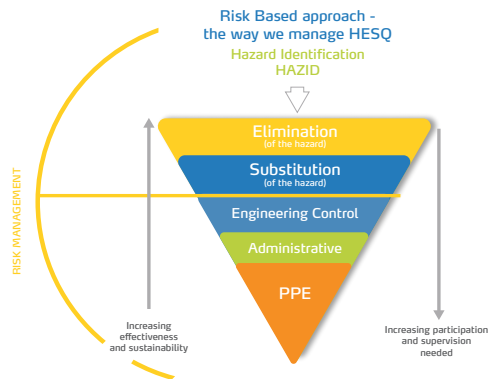 Risk Based approach -
the way we manage HESQ
Hazard Identification
HAZID
Elimination
(of the hazard)
Substitution
(of the hazard)
Engineering Control
Administrative
PPE
RISK MANAGEMENT
Increasing
effectiveness
and sustainability
Increasing participation
and supervision
needed